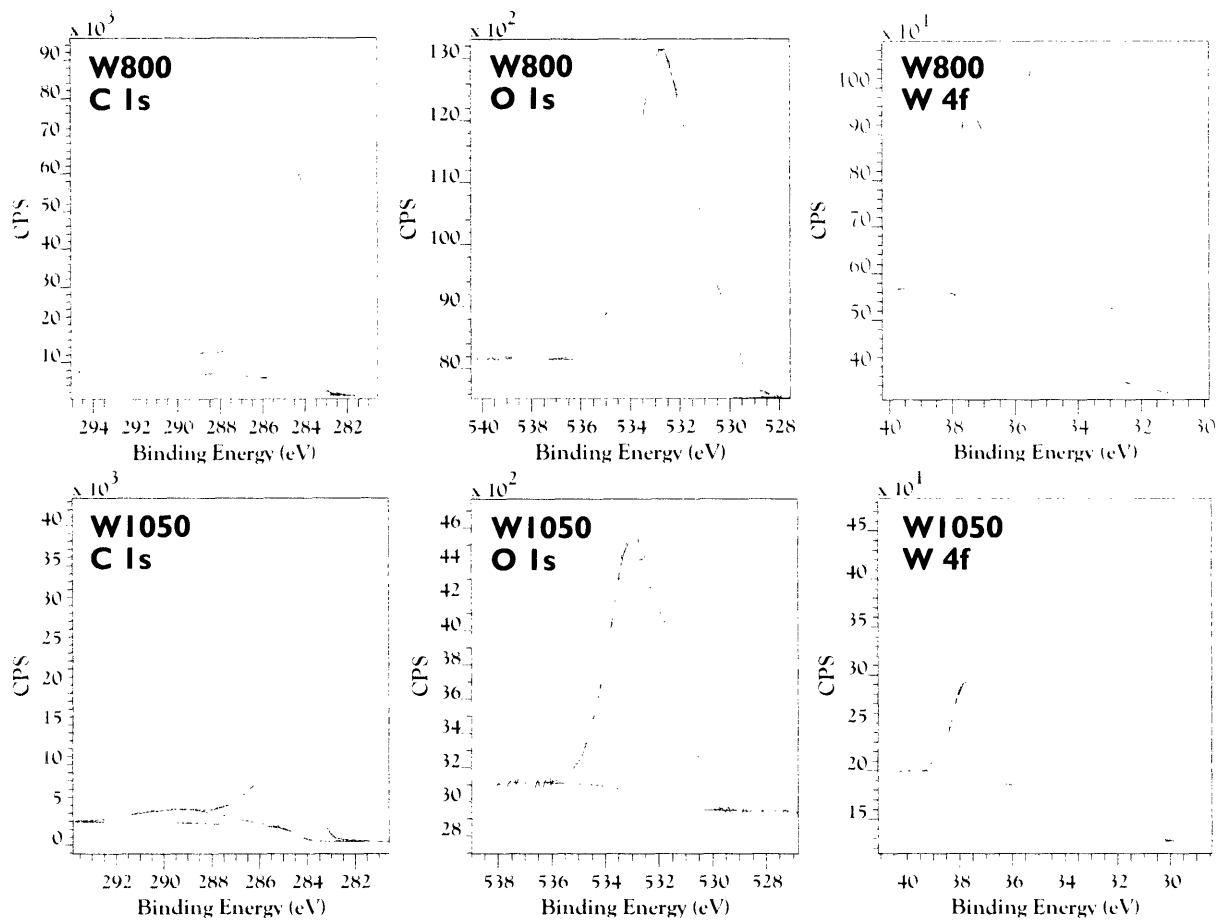 x 10³
90
80
70
60
50
40
30
20
10
CPS
W800
C 1s
294 292 290 288 286 284 282
Binding Energy (eV)
x 10²
130
120
110
100
90
80
CPS
W800
O 1s
540 538 536 534 532 530 528
Binding Energy (eV)
x 10¹
100
90
80
70
60
50
40
CPS
W800
W 4f
40 38 36 34 32 30
Binding Energy (eV)
x 10³
40
35
30
25
20
15
10
5
0
CPS
W1050
C 1s
292 290 288 286 284 282
Binding Energy (eV)
x 10²
46
44
42
40
38
36
34
32
30
28
CPS
W1050
O 1s
538 536 534 532 530 528
Binding Energy (eV)
x 10¹
45
40
35
30
25
20
15
CPS
W1050
W 4f
40 38 36 34 32 30
Binding Energy (eV)